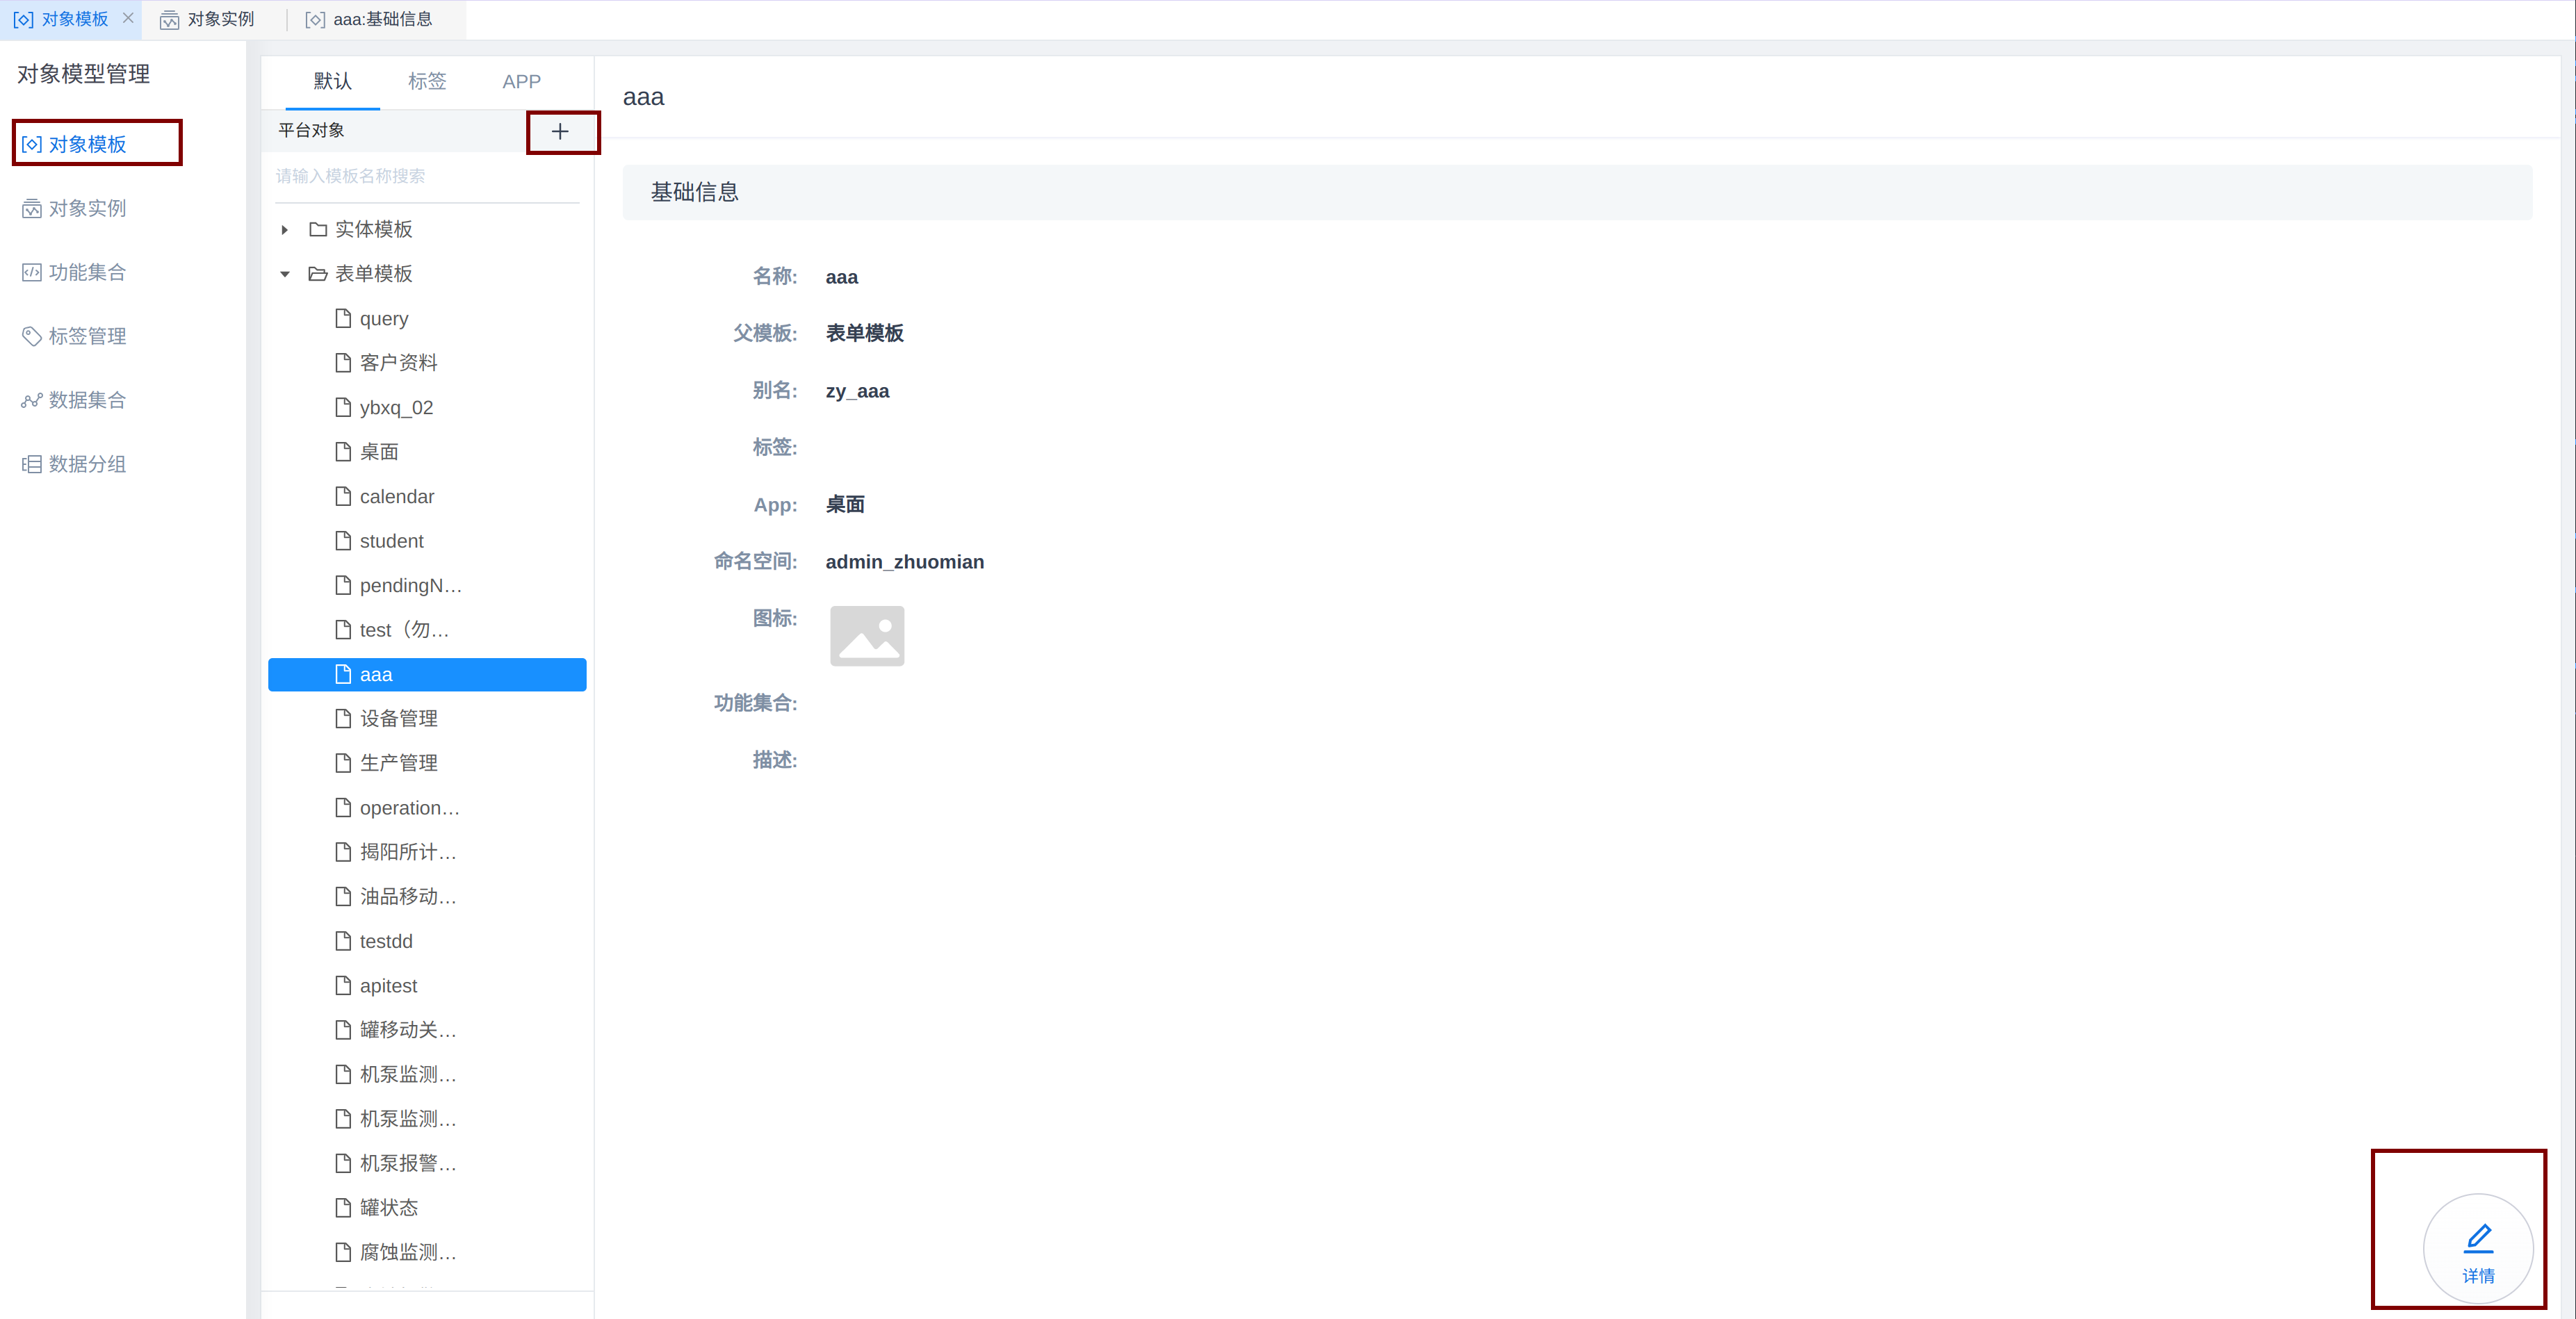 对象模板
对象实例
aaa:基础信息
对象模型管理
对象模板
对象实例
功能集合
标签管理
数据集合
数据分组
默认 标签 APP
平台对象
请输入模板名称搜索
实体模板
表单模板
query
客户资料
ybxq_02
桌面
calendar
student
pendingN...
test（勿...
aaa
设备管理
生产管理
operation...
揭阳所计...
油品移动...
testdd
apitest
罐移动关...
机泵监测...
机泵监测...
机泵报警...
罐状态
腐蚀监测...
aaa
基础信息
名称: aaa
父模板: 表单模板
别名: zy_aaa
标签:
App: 桌面
命名空间: admin_zhuomian
图标:
功能集合:
描述:
详情